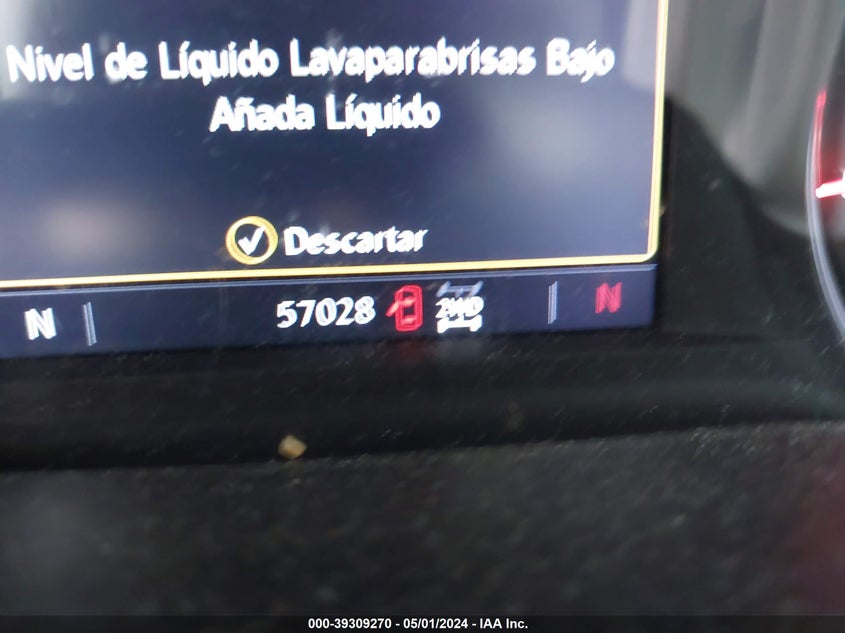 Nivel de Líquido Lavaparabrisas Bajo
Añada Líquido
Descartar
N 57028 2WD N
000-39309270 - 05/01/2024 - IAA Inc.